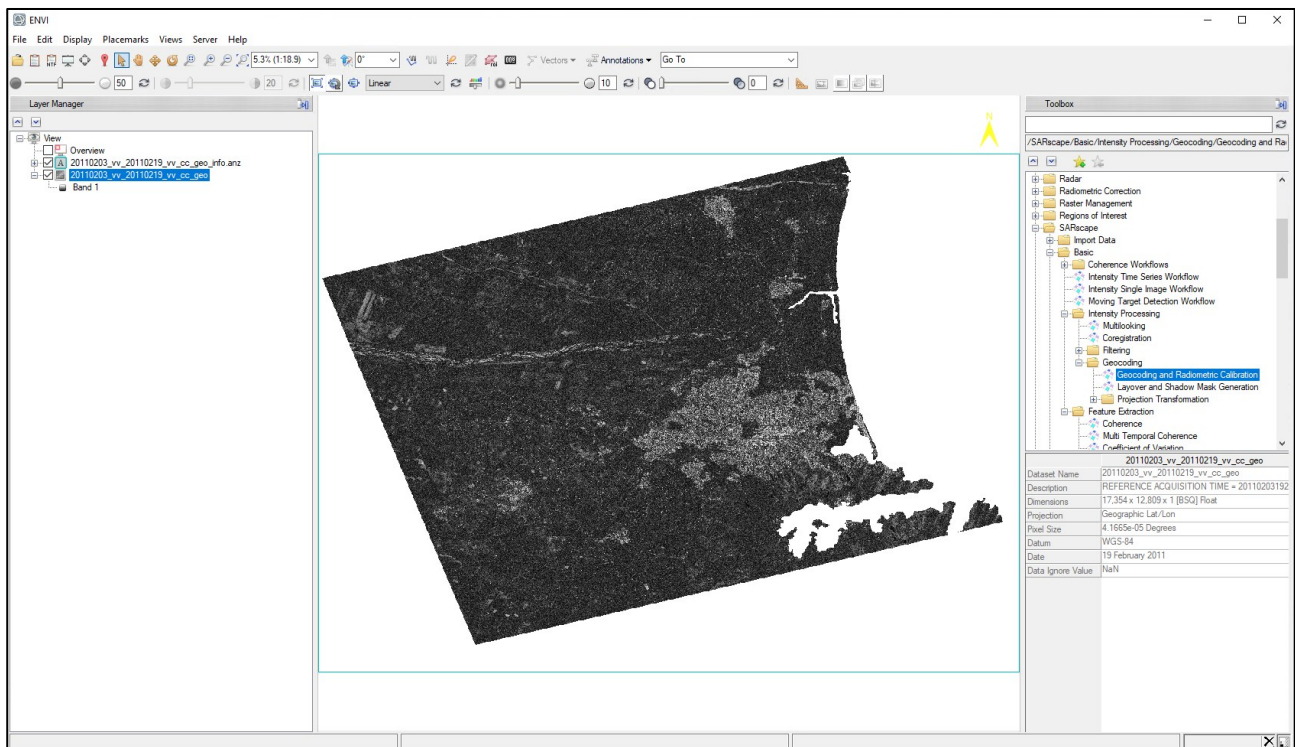 ENVI
File Edit Display Placemarks Views Server Help
5.3% (1:18.9) 0° Vectors Annotations Go To
50 20 Linear 10 0
Layer Manager
View
Overview
20110203_vv_20110219_vv_cc_geo_info.anz
20110203_vv_20110219_vv_cc_geo
Band 1
N
Toolbox
/SARscape/Basic/Intensity Processing/Geocoding/Geocoding and Ra
Radar
Radiometric Correction
Raster Management
Regions of Interest
SARscape
Import Data
Basic
Coherence Workflows
Intensity Time Series Workflow
Intensity Single Image Workflow
Moving Target Detection Workflow
Intensity Processing
Multilooking
Coregistration
Filtering
Geocoding
Geocoding and Radiometric Calibration
Layover and Shadow Mask Generation
Projection Transformation
Feature Extraction
Coherence
Multi Temporal Coherence
Coefficient of Variation
20110203_vv_20110219_vv_cc_geo
Dataset Name 20110203_vv_20110219_vv_cc_geo
Description REFERENCE ACQUISITION TIME = 20110203192
Dimensions 17,354 x 12,809 x 1 [BSQ] Float
Projection Geographic Lat/Lon
Pixel Size 4.1665e-05 Degrees
Datum WGS-84
Date 19 February 2011
Data Ignore Value NaN